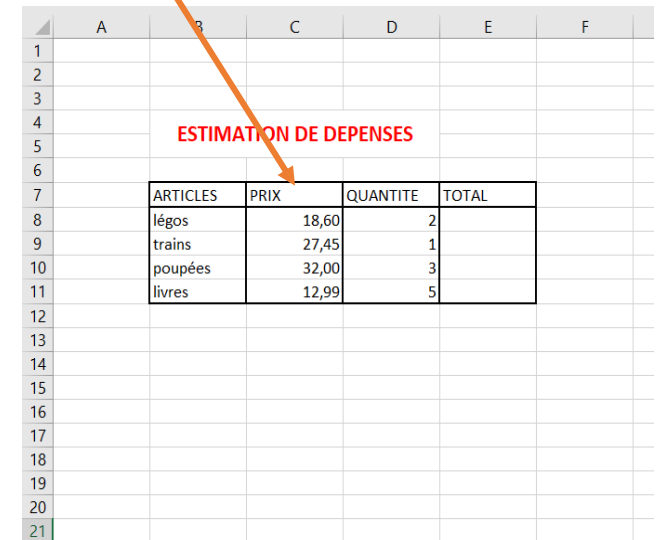 A B C D E F
1
2
3
4
ESTIMATION DE DEPENSES
5
6
7 ARTICLES PRIX QUANTITE TOTAL
8 légos 18,60 2
9 trains 27,45 1
10 poupées 32,00 3
11 livres 12,99 5
12
13
14
15
16
17
18
19
20
21